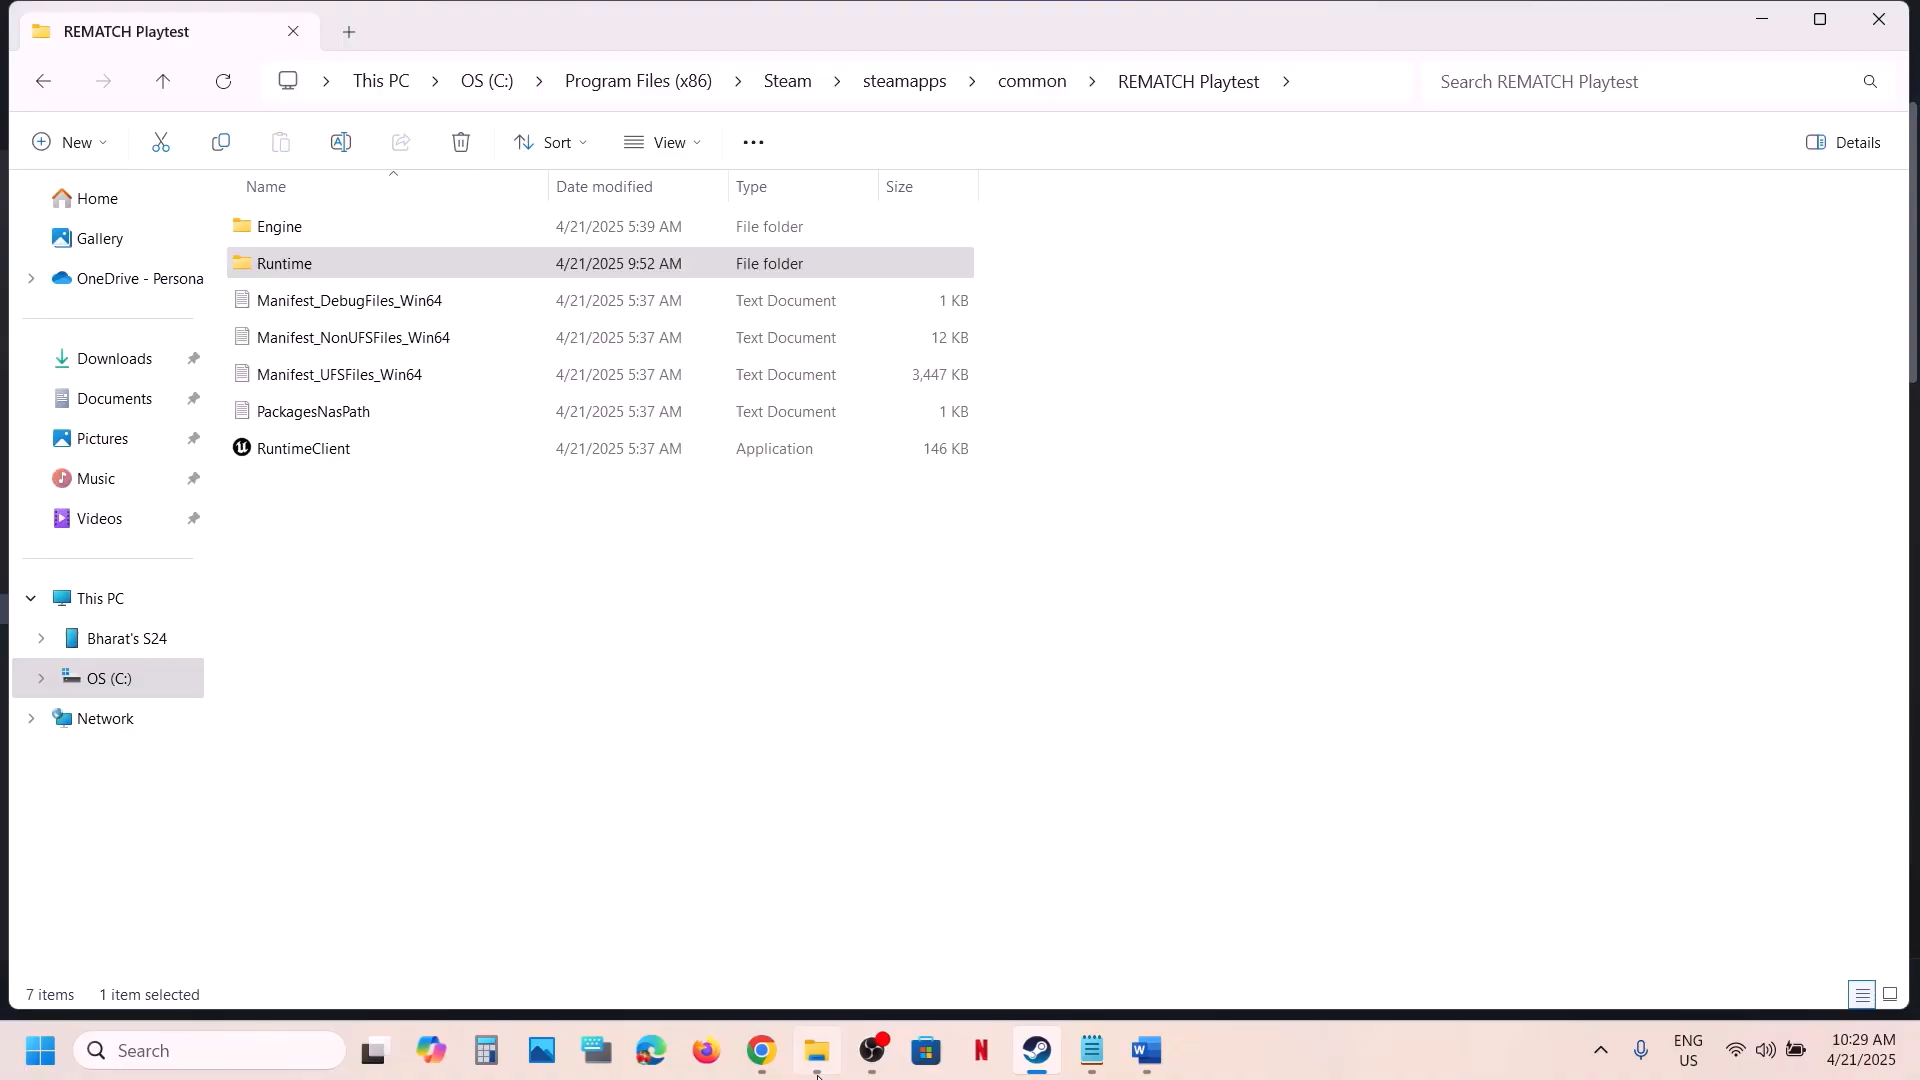 REMATCH Playtest
This PC
OS (C:)
Program Files (x86)
Steam
steamapps
common
REMATCH Playtest
Search REMATCH Playtest
New
Sort
View
Details
Name
Date modified
Type
Size
Engine 4/21/2025 5:39 AM File folder
Runtime 4/21/2025 9:52 AM File folder
Manifest_DebugFiles_Win64 4/21/2025 5:37 AM Text Document 1 KB
Manifest_NonUFSFiles_Win64 4/21/2025 5:37 AM Text Document 12 KB
Manifest_UFSFiles_Win64 4/21/2025 5:37 AM Text Document 3,447 KB
PackagesNasPath 4/21/2025 5:37 AM Text Document 1 KB
RuntimeClient 4/21/2025 5:37 AM Application 146 KB
Home
Gallery
OneDrive - Persona
Downloads
Documents
Pictures
Music
Videos
This PC
Bharat's S24
OS (C:)
Network
7 items 1 item selected
Search
ENG
US
10:29 AM
4/21/2025